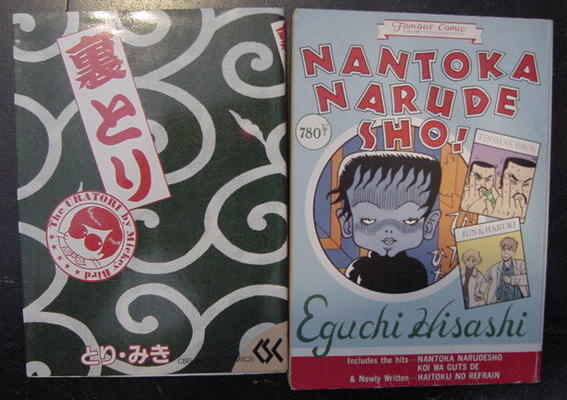 裏とり
The URATORI by Mickey Bird
とり・みき
Famous Comic
NANTOKA
NARUDE
SHO!
780
THOMAS BROS.
JUN & HARUKI
Eguchi Hisashi
Includes the hits — NANTOKA NARUDESHO
KOI WA GUTS DE
& Newly Written — HAITOKU NO REFRAIN